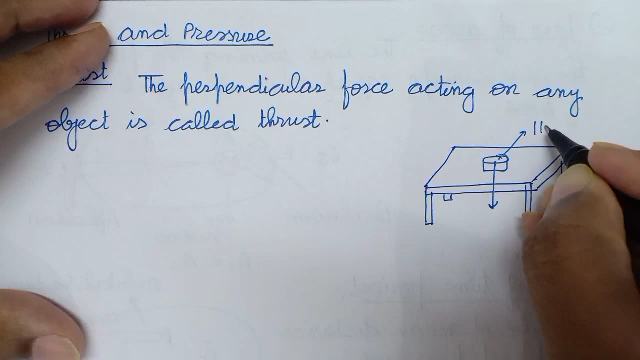 and Pressure
The perpendicular force acting on any
object is called thrust.